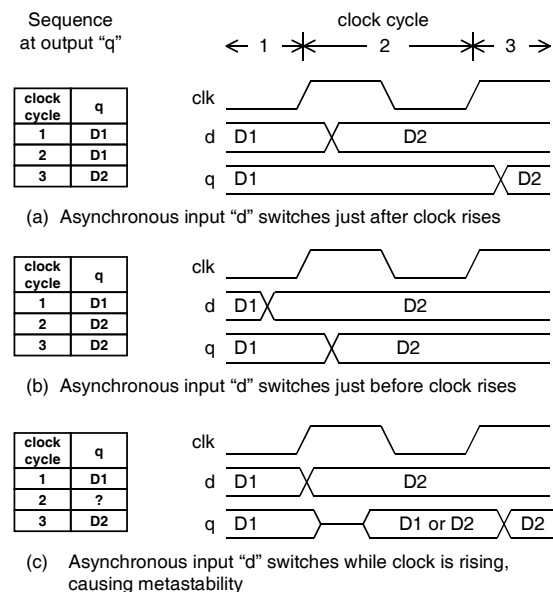 Sequence
at output “q”
clock cycle
1 2 3
clock
cycle q
1 D1
2 D1
3 D2
clk
d D1 D2
q D1 D2
(a) Asynchronous input “d” switches just after clock rises
clock
cycle q
1 D1
2 D2
3 D2
clk
d D1 D2
q D1 D2
(b) Asynchronous input “d” switches just before clock rises
clock
cycle q
1 D1
2 ?
3 D2
clk
d D1 D2
q D1 D1 or D2 D2
(c) Asynchronous input “d” switches while clock is rising,
causing metastability